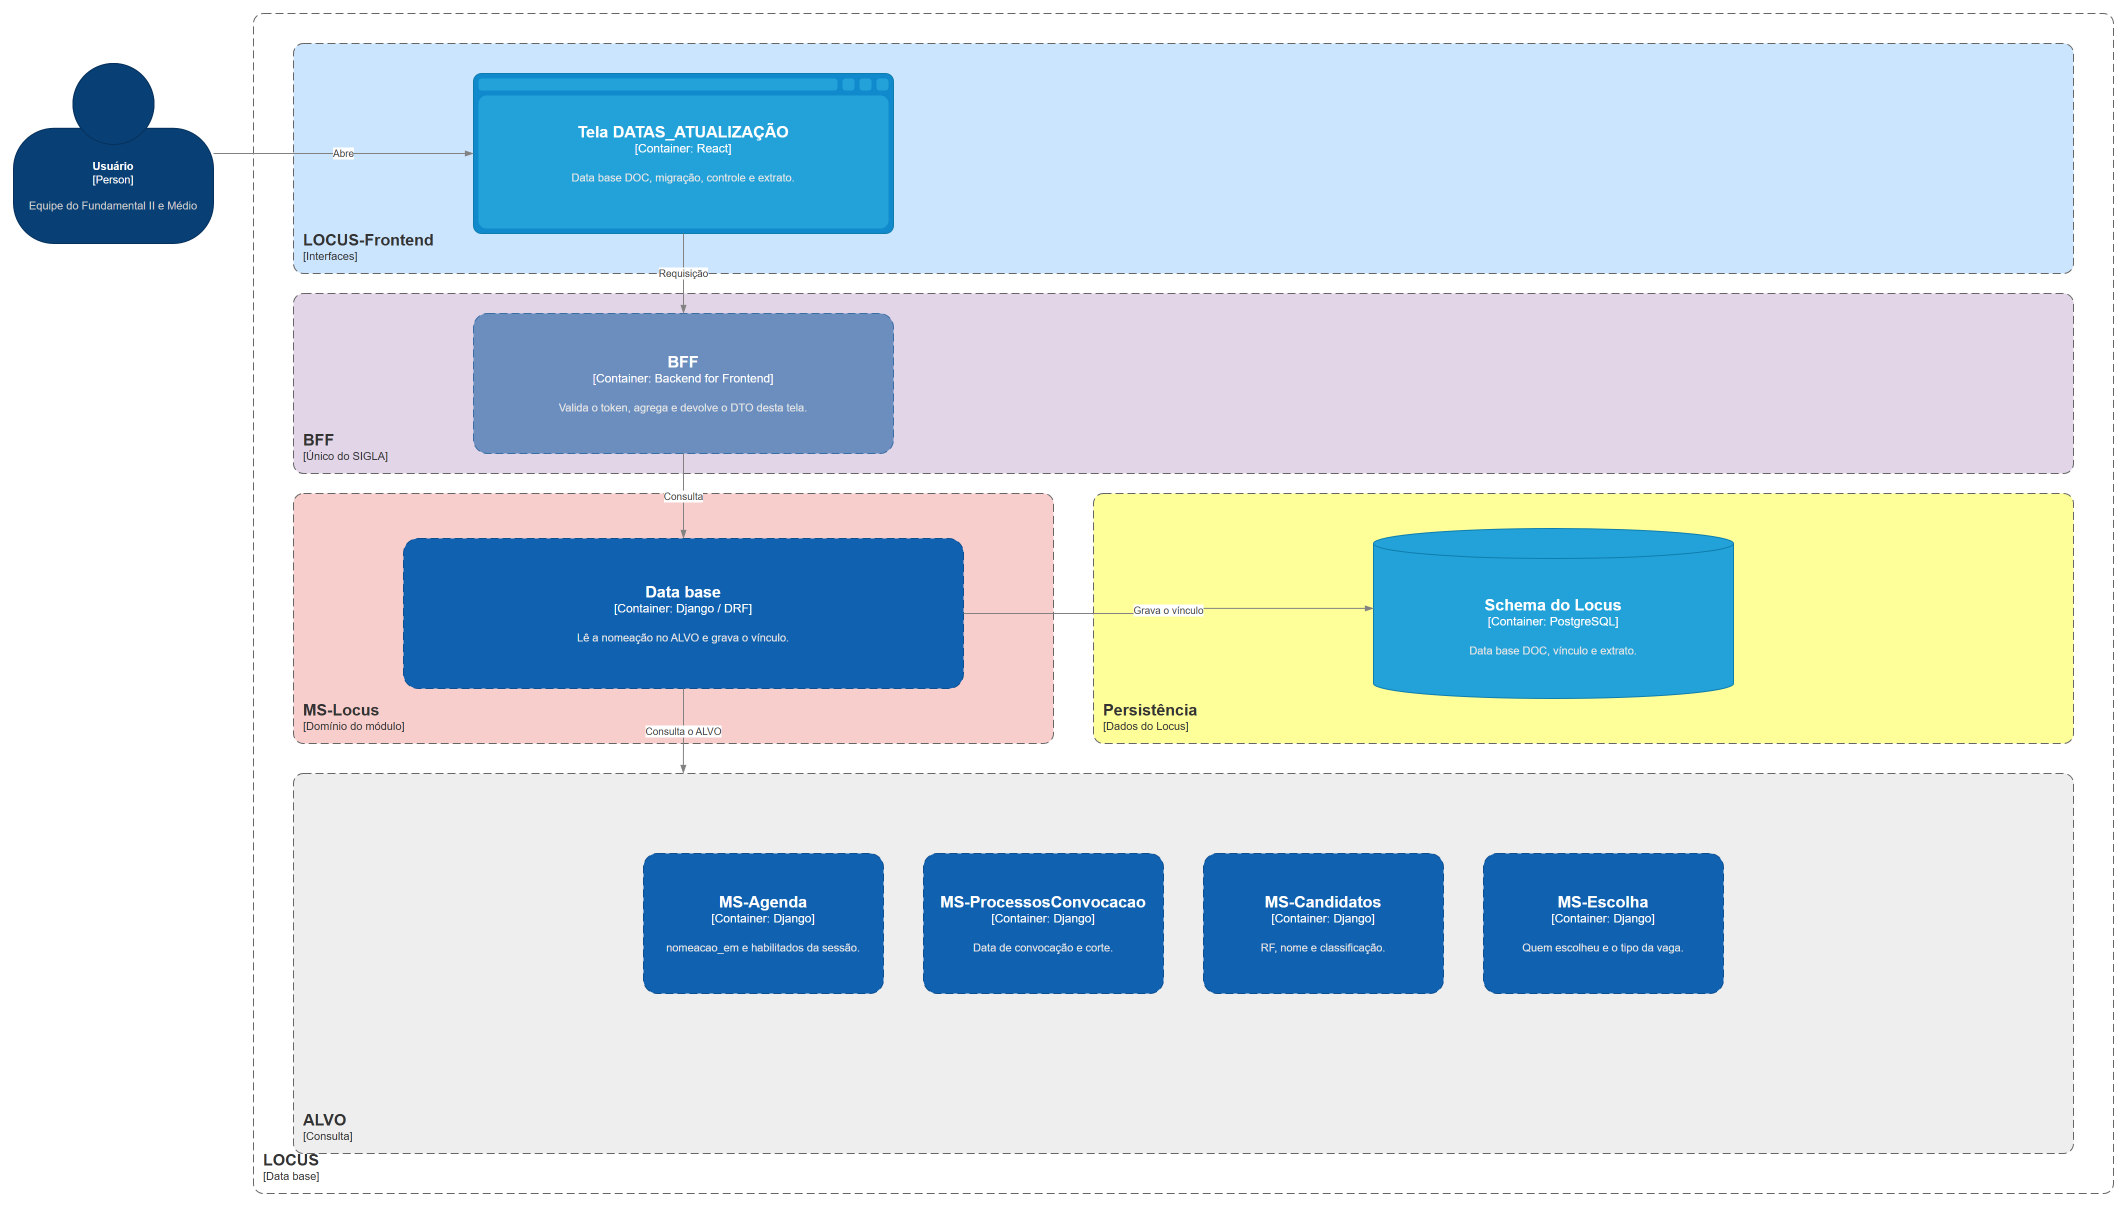 Usuário
[Person]
Equipe do Fundamental II e Médio
Abre
Tela DATAS_ATUALIZAÇÃO
[Container: React]
Data base DOC, migração, controle e extrato.
LOCUS-Frontend
[Interfaces]
Requisição
BFF
[Container: Backend for Frontend]
Valida o token, agrega e devolve o DTO desta tela.
BFF
[Único do SIGLA]
Consulta
Data base
[Container: Django / DRF]
Lê a nomeação no ALVO e grava o vínculo.
MS-Locus
[Domínio do módulo]
Grava o vínculo
Schema do Locus
[Container: PostgreSQL]
Data base DOC, vínculo e extrato.
Persistência
[Dados do Locus]
Consulta o ALVO
MS-Agenda
[Container: Django]
nomeacao_em e habilitados da sessão.
MS-ProcessosConvocacao
[Container: Django]
Data de convocação e corte.
MS-Candidatos
[Container: Django]
RF, nome e classificação.
MS-Escolha
[Container: Django]
Quem escolheu e o tipo da vaga.
ALVO
[Consulta]
LOCUS
[Data base]